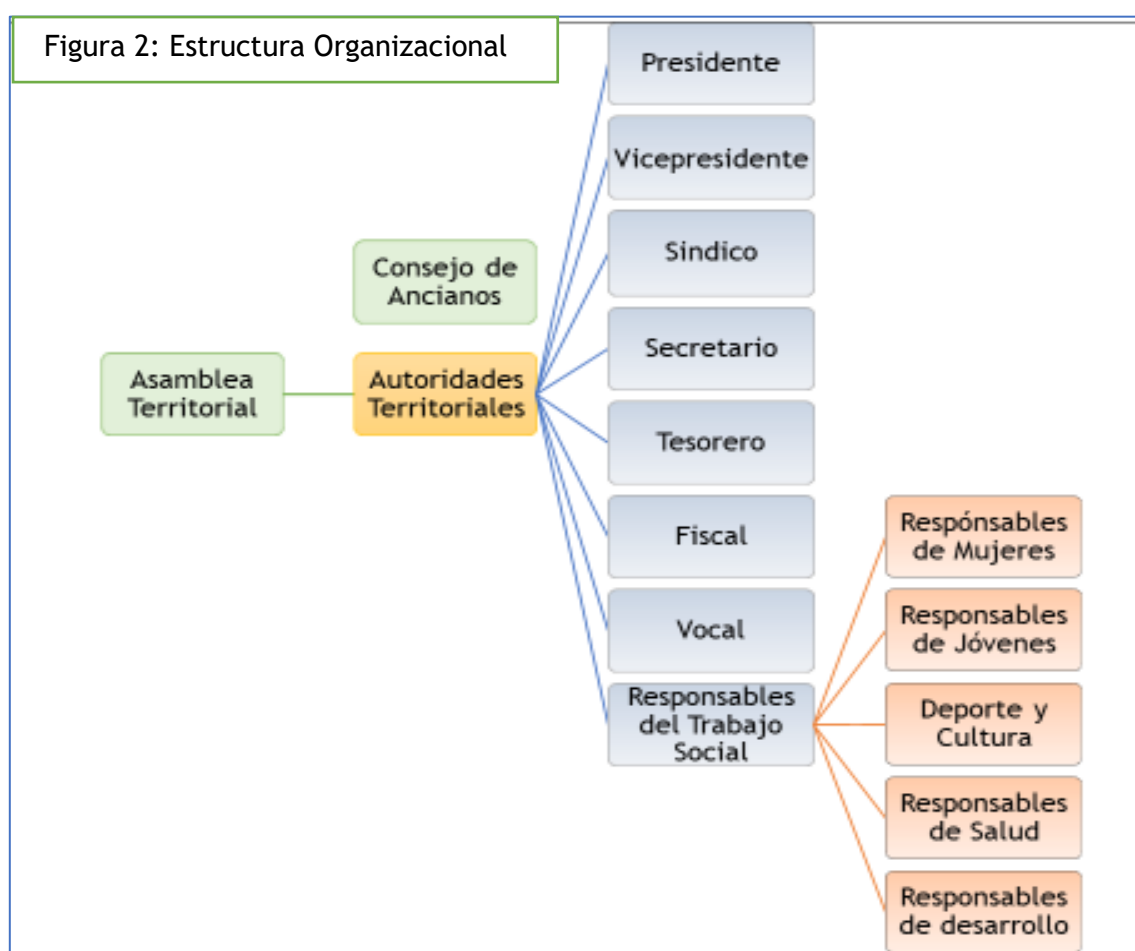 Figura 2: Estructura Organizacional
Presidente
Vicepresidente
Sindico
Consejo de
Ancianos
Secretario
Asamblea
Territorial
Autoridades
Territoriales
Tesorero
Fiscal
Vocal
Responsables
del Trabajo
Social
Respónsables
de Mujeres
Responsables
de Jóvenes
Deporte y
Cultura
Responsables
de Salud
Responsables
de desarrollo